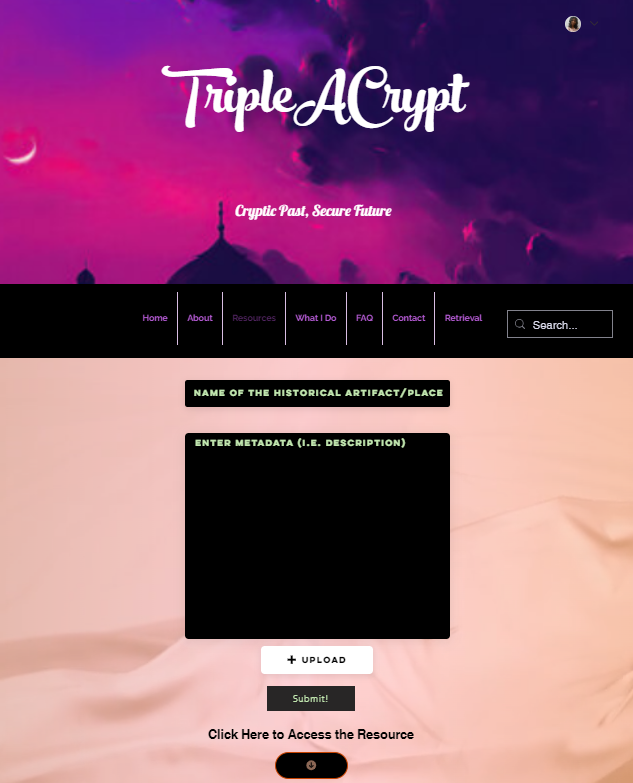 TripleACrypt
Cryptic Past, Secure Future
Home About Resources What I Do FAQ Contact Retrieval Search...
NAME OF THE HISTORICAL ARTIFACT/PLACE
ENTER METADATA (I.E. DESCRIPTION)
+ UPLOAD
Submit!
Click Here to Access the Resource